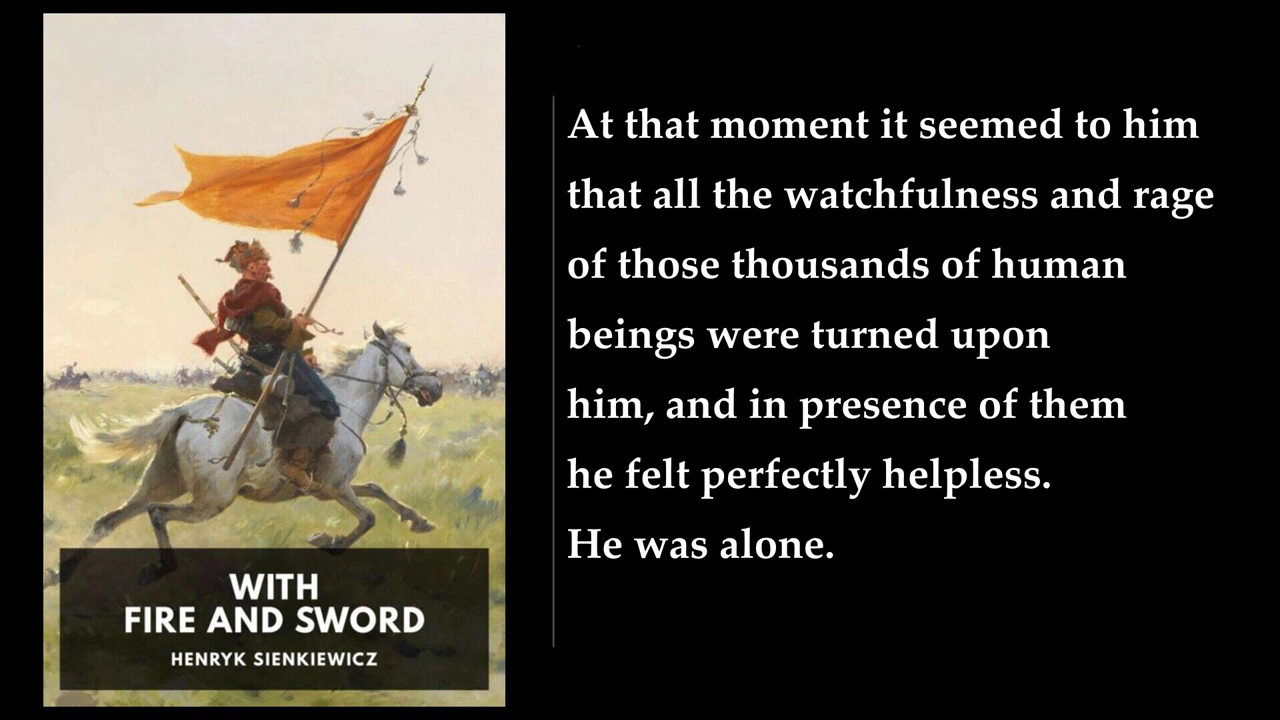 WITH
FIRE AND SWORD
HENRYK SIENKIEWICZ
At that moment it seemed to him
that all the watchfulness and rage
of those thousands of human
beings were turned upon
him, and in presence of them
he felt perfectly helpless.
He was alone.